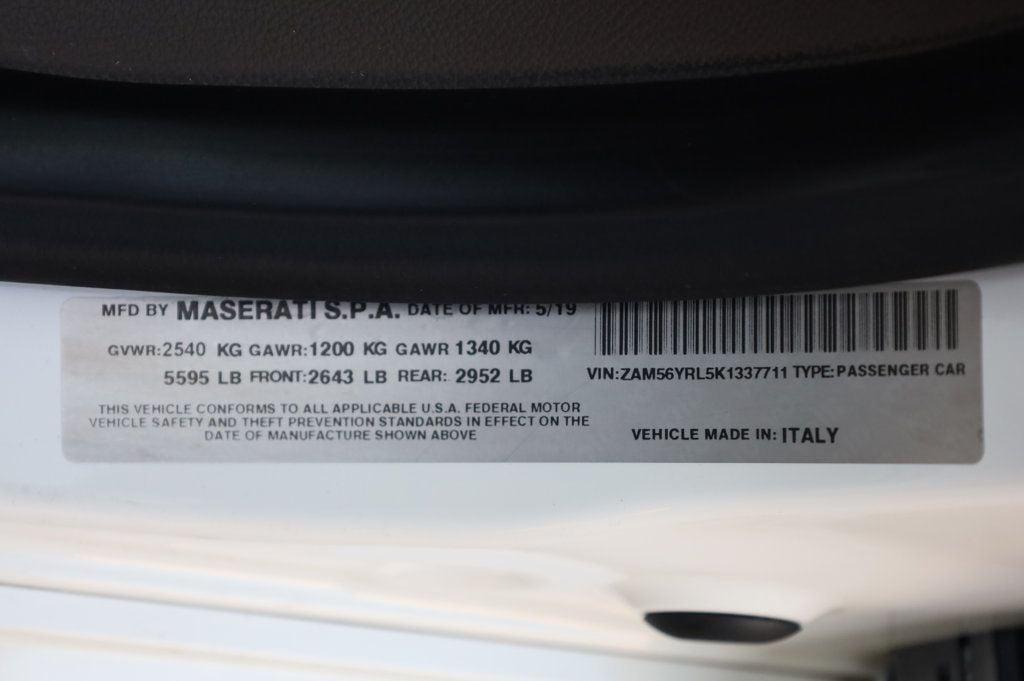 MFD BY MASERATI S.P.A. DATE OF MFR: 5/19
GVWR:2540 KG GAWR:1200 KG GAWR 1340 KG
5595 LB FRONT:2643 LB REAR: 2952 LB
THIS VEHICLE CONFORMS TO ALL APPLICABLE U.S.A. FEDERAL MOTOR
VEHICLE SAFETY AND THEFT PREVENTION STANDARDS IN EFFECT ON THE
DATE OF MANUFACTURE SHOWN ABOVE
VIN:ZAM56YRL5K1337711 TYPE:PASSENGER CAR
VEHICLE MADE IN: ITALY